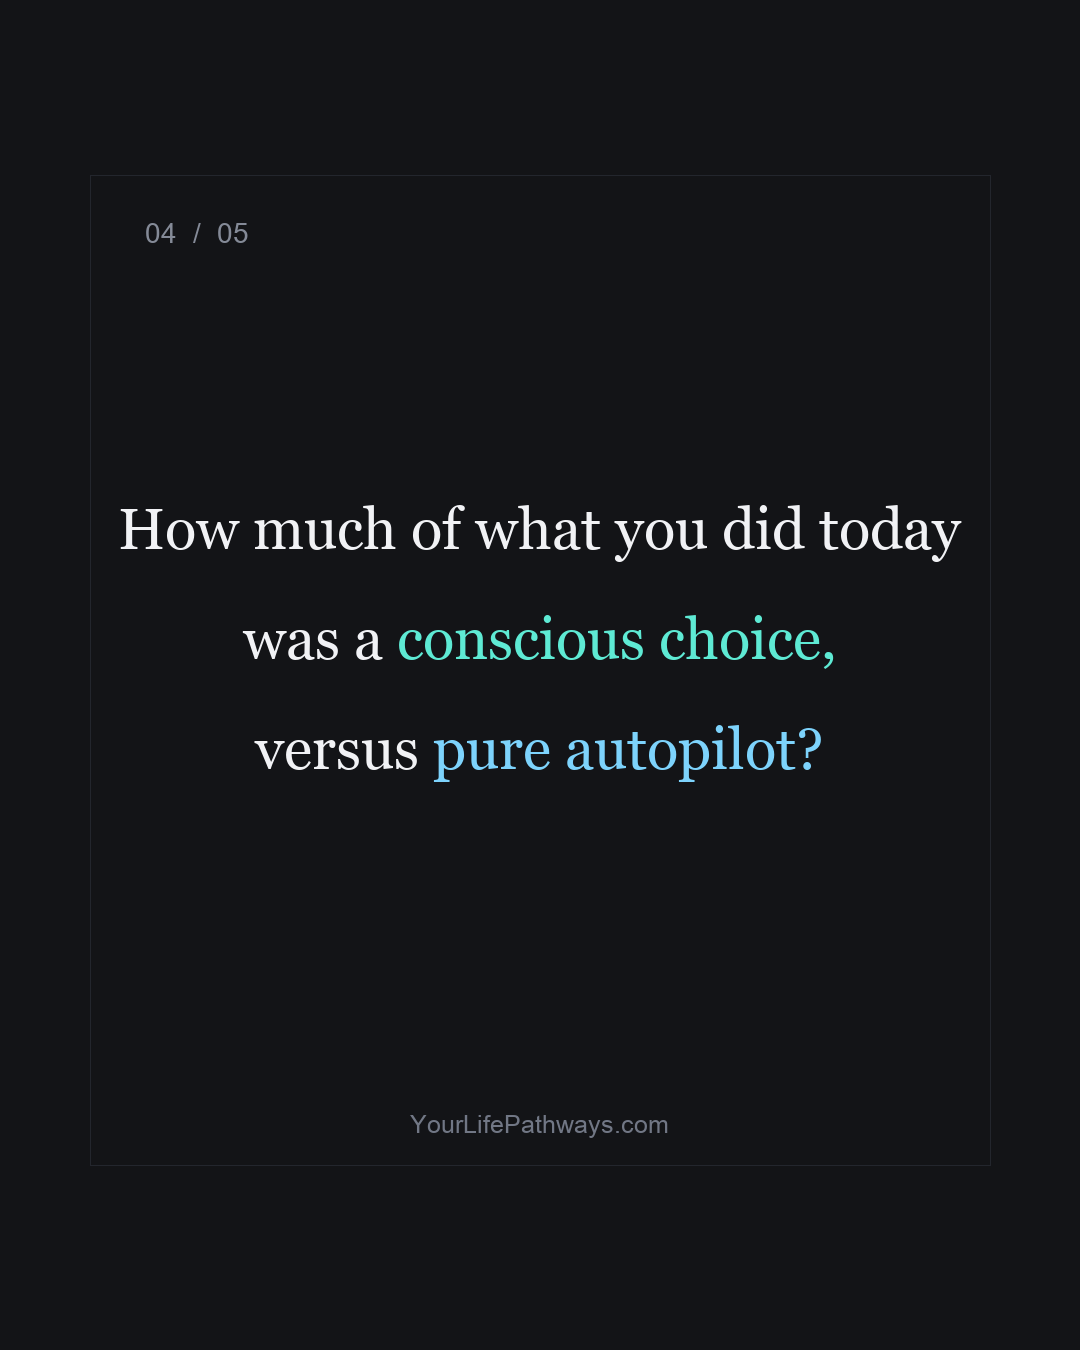 04 / 05
How much of what you did today
was a conscious choice,
versus pure autopilot?
YourLifePathways.com